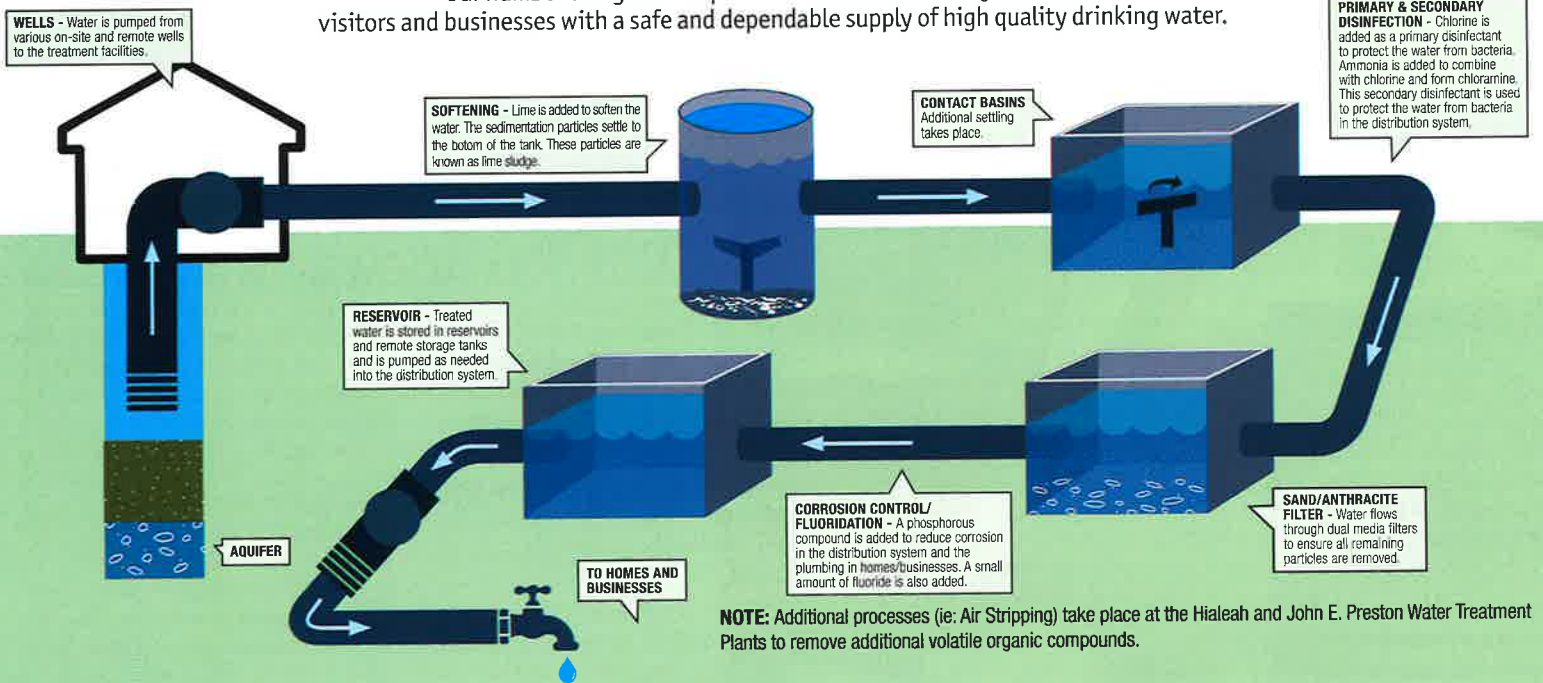 visitors and businesses with a safe and dependable supply of high quality drinking water.
WELLS - Water is pumped from
various on-site and remote wells
to the treatment facilities.
SOFTENING - Lime is added to soften the
water. The sedimentation particles settle to
the botom of the tank. These particles are
known as lime sludge.
CONTACT BASINS
Additional settling
takes place.
PRIMARY & SECONDARY
DISINFECTION - Chlorine is
added as a primary disinfectant
to protect the water from bacteria.
Ammonia is added to combine
with chlorine and form chloramine.
This secondary disinfectant is used
to protect the water from bacteria
in the distribution system.
RESERVOIR - Treated
water is stored in reservoirs
and remote storage tanks
and is pumped as needed
into the distribution system.
CORROSION CONTROL/
FLUORIDATION - A phosphorous
compound is added to reduce corrosion
in the distribution system and the
plumbing in homes/businesses. A small
amount of fluoride is also added.
SAND/ANTHRACITE
FILTER - Water flows
through dual media filters
to ensure all remaining
particles are removed.
AQUIFER
TO HOMES AND
BUSINESSES
NOTE: Additional processes (ie: Air Stripping) take place at the Hialeah and John E. Preston Water Treatment
Plants to remove additional volatile organic compounds.